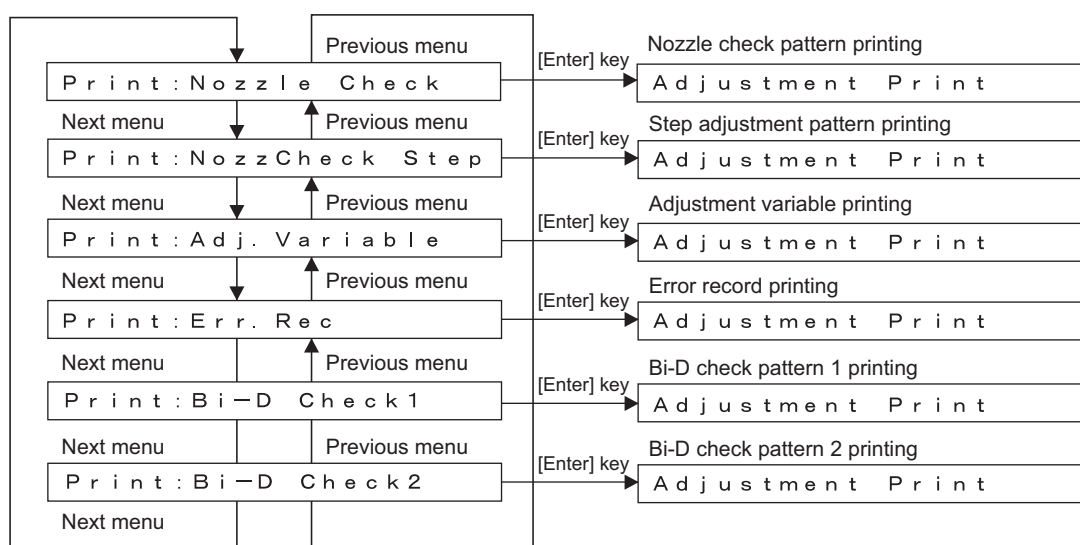 Previous menu
Nozzle check pattern printing
[Enter] key
Print:Nozzle Check
Adjustment Print
Next menu
Previous menu
Step adjustment pattern printing
[Enter] key
Print:NozzCheck Step
Adjustment Print
Next menu
Previous menu
Adjustment variable printing
[Enter] key
Print:Adj.Variable
Adjustment Print
Next menu
Previous menu
Error record printing
[Enter] key
Print:Err.Rec
Adjustment Print
Next menu
Previous menu
Bi-D check pattern 1 printing
[Enter] key
Print:Bi-D Check1
Adjustment Print
Next menu
Previous menu
Bi-D check pattern 2 printing
[Enter] key
Print:Bi-D Check2
Adjustment Print
Next menu